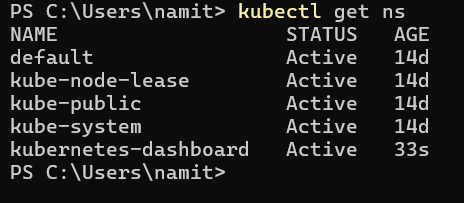 PS C:\Users\namit> kubectl get ns
NAME                   STATUS   AGE
default                Active   14d
kube-node-lease        Active   14d
kube-public            Active   14d
kube-system            Active   14d
kubernetes-dashboard   Active   33s
PS C:\Users\namit>